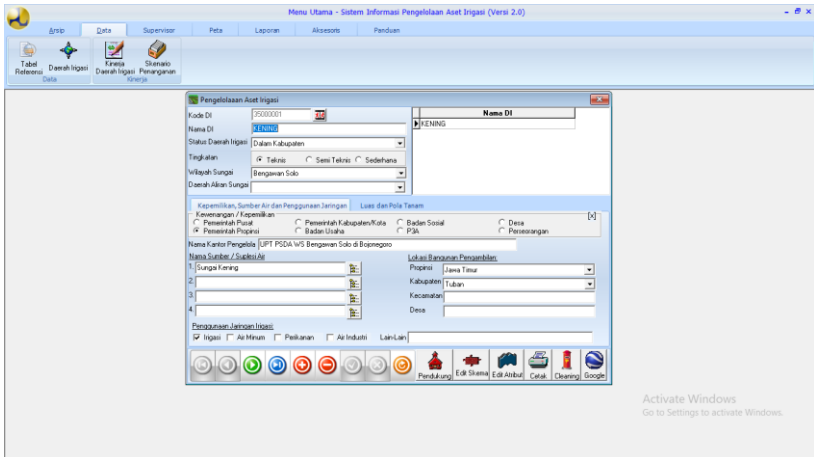 Menu Utama - Sistem Informasi Pengelolaan Aset Irigasi (Versi 2.0)
Arsip Data Supervisor Peta Laporan Aksesoris Panduan
Tabel Referensi Daerah Irigasi Kinerja Daerah Irigasi Skenario Penanganan
Data Kinerja
Pengelolaaan Aset Irigasi
Kode DI 35000001
Nama DI KENING
Status Daerah Irigasi Dalam Kabupaten
Tingkatan Teknis Semi Teknis Sederhana
Wilayah Sungai Bengawan Solo
Daerah Aliran Sungai
Nama DI
KENING
Kepemilikan, Sumber Air dan Penggunaan Jaringan Luas dan Pola Tanam
Kewenangan / Kepemilikan [x]
Pemerintah Pusat Pemerintah Kabupaten/Kota Badan Sosial Desa
Pemerintah Propinsi Badan Usaha P3A Perseorangan
Nama Kantor Pengelola UPT PSDA WS Bengawan Solo di Bojonegoro
Nama Sumber / Suplesi Air
1. Sungai Kening
2.
3.
4.
Lokasi Bangunan Pengambilan:
Propinsi Jawa Timur
Kabupaten Tuban
Kecamatan
Desa
Penggunaan Jaringan Irigasi:
Irigasi Air Minum Perikanan Air Industri Lain-Lain
Pendukung Edit Skema Edit Atribut Cetak Cleaning Google
Activate Windows
Go to Settings to activate Windows.